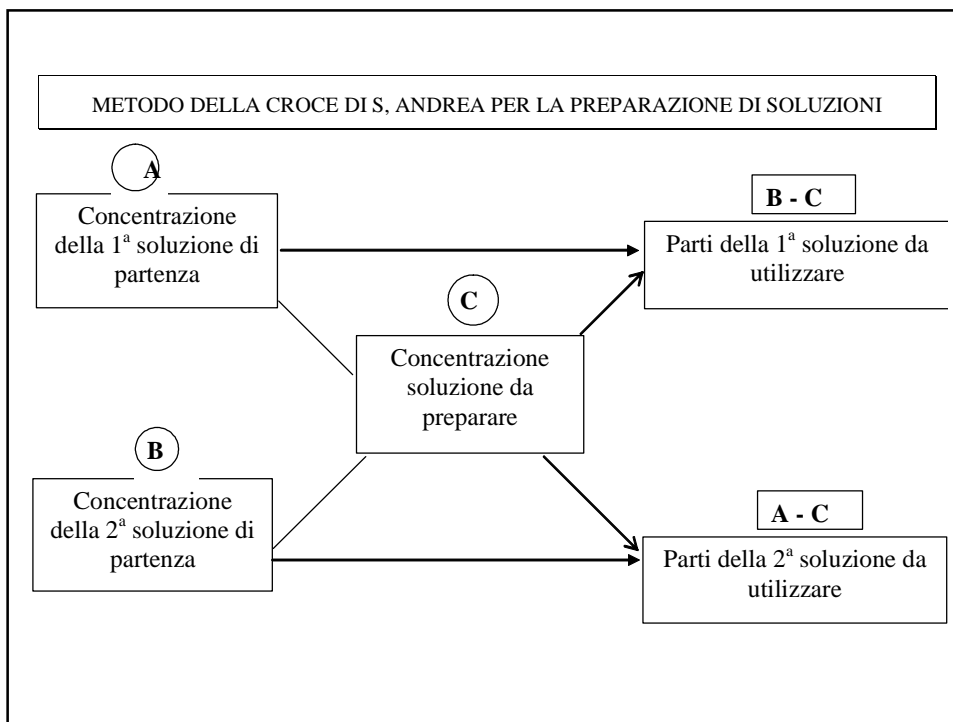 METODO DELLA CROCE DI S, ANDREA PER LA PREPARAZIONE DI SOLUZIONI
A
Concentrazione
della 1ª soluzione di
partenza
B - C
Parti della 1ª soluzione da
utilizzare
C
Concentrazione
soluzione da
preparare
B
Concentrazione
della 2ª soluzione di
partenza
A - C
Parti della 2ª soluzione da
utilizzare